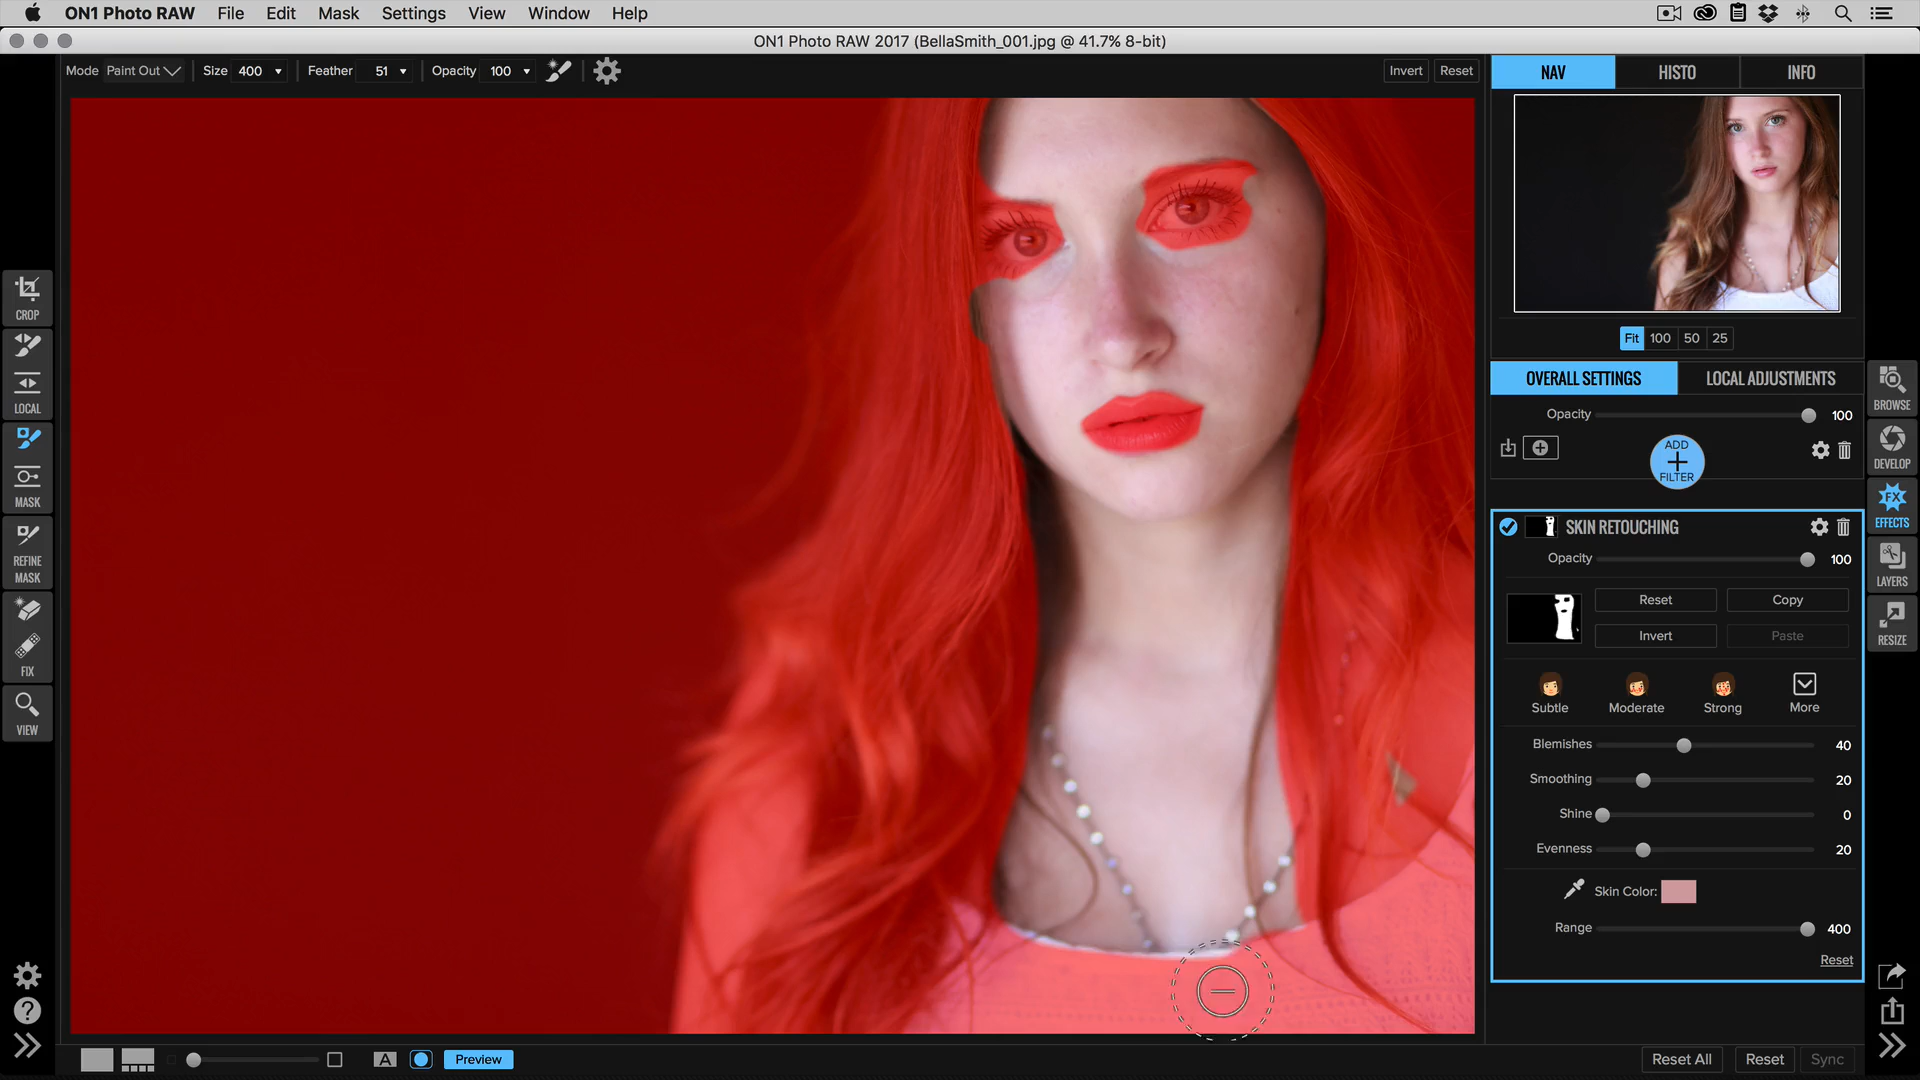 ON1 Photo RAW File Edit Mask Settings View Window Help
ON1 Photo RAW 2017 (BellaSmith_001.jpg @ 41.7% 8-bit)
Mode Paint Out Size 400 Feather 51 Opacity 100 Invert Reset
NAV HISTO INFO
Fit 100 50 25
OVERALL SETTINGS LOCAL ADJUSTMENTS
Opacity 100
ADD
FILTER
SKIN RETOUCHING
Opacity 100
Reset Copy
Invert Paste
Subtle Moderate Strong More
Blemishes 40
Smoothing 20
Shine 0
Evenness 20
Skin Color:
Range 400
Reset
CROP
LOCAL
MASK
REFINE
MASK
FIX
VIEW
BROWSE
DEVELOP
FX
EFFECTS
LAYERS
RESIZE
A Preview
Reset All Reset Sync